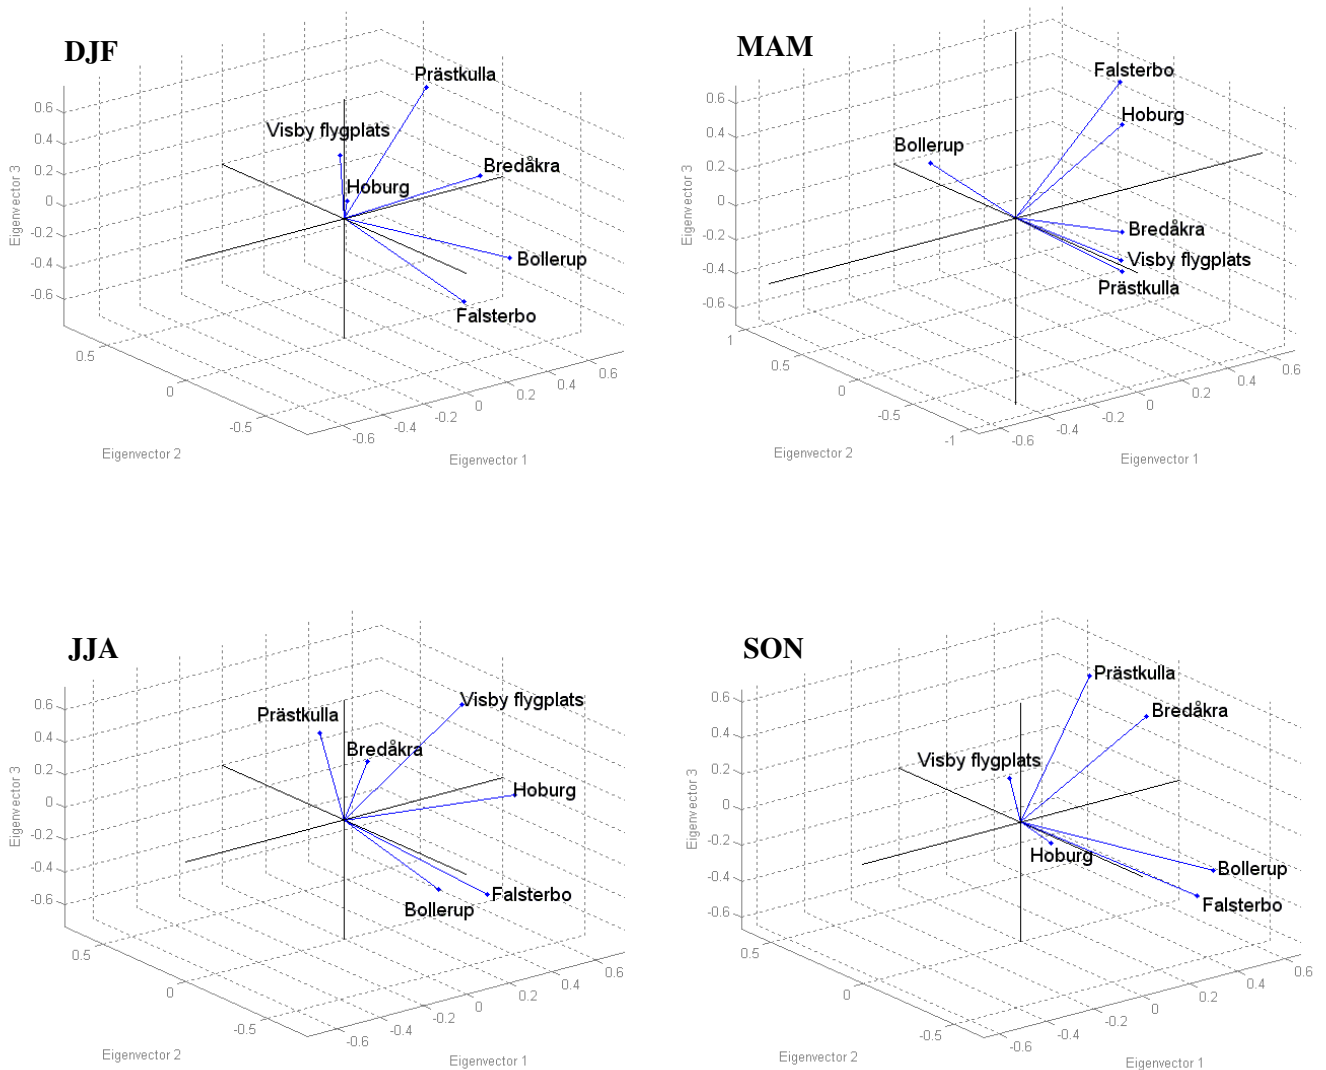 DJF
Prästkulla
Visby flygplats
Bredåkra
Hoburg
Bollerup
Falsterbo
0.6
0.4
0.2
0
-0.2
-0.4
-0.6
Eigenvector 3
0.5
0
-0.5
Eigenvector 2
-0.6
-0.4
-0.2
0
0.2
0.4
0.6
Eigenvector 1
MAM
Falsterbo
Hoburg
Bollerup
Bredåkra
Visby flygplats
Prästkulla
0.6
0.4
0.2
0
-0.2
-0.4
-0.6
Eigenvector 3
1
0.5
0
-0.5
-1
Eigenvector 2
-0.6
-0.4
-0.2
0
0.2
0.4
0.6
Eigenvector 1
JJA
Visby flygplats
Prästkulla
Bredåkra
Hoburg
Falsterbo
Bollerup
0.6
0.4
0.2
0
-0.2
-0.4
-0.6
Eigenvector 3
0.5
0
-0.5
Eigenvector 2
-0.6
-0.4
-0.2
0
0.2
0.4
0.6
Eigenvector 1
SON
Prästkulla
Bredåkra
Visby flygplats
Hoburg
Bollerup
Falsterbo
0.6
0.4
0.2
0
-0.2
-0.4
-0.6
Eigenvector 3
0.5
0
-0.5
Eigenvector 2
-0.6
-0.4
-0.2
0
0.2
0.4
0.6
Eigenvector 1